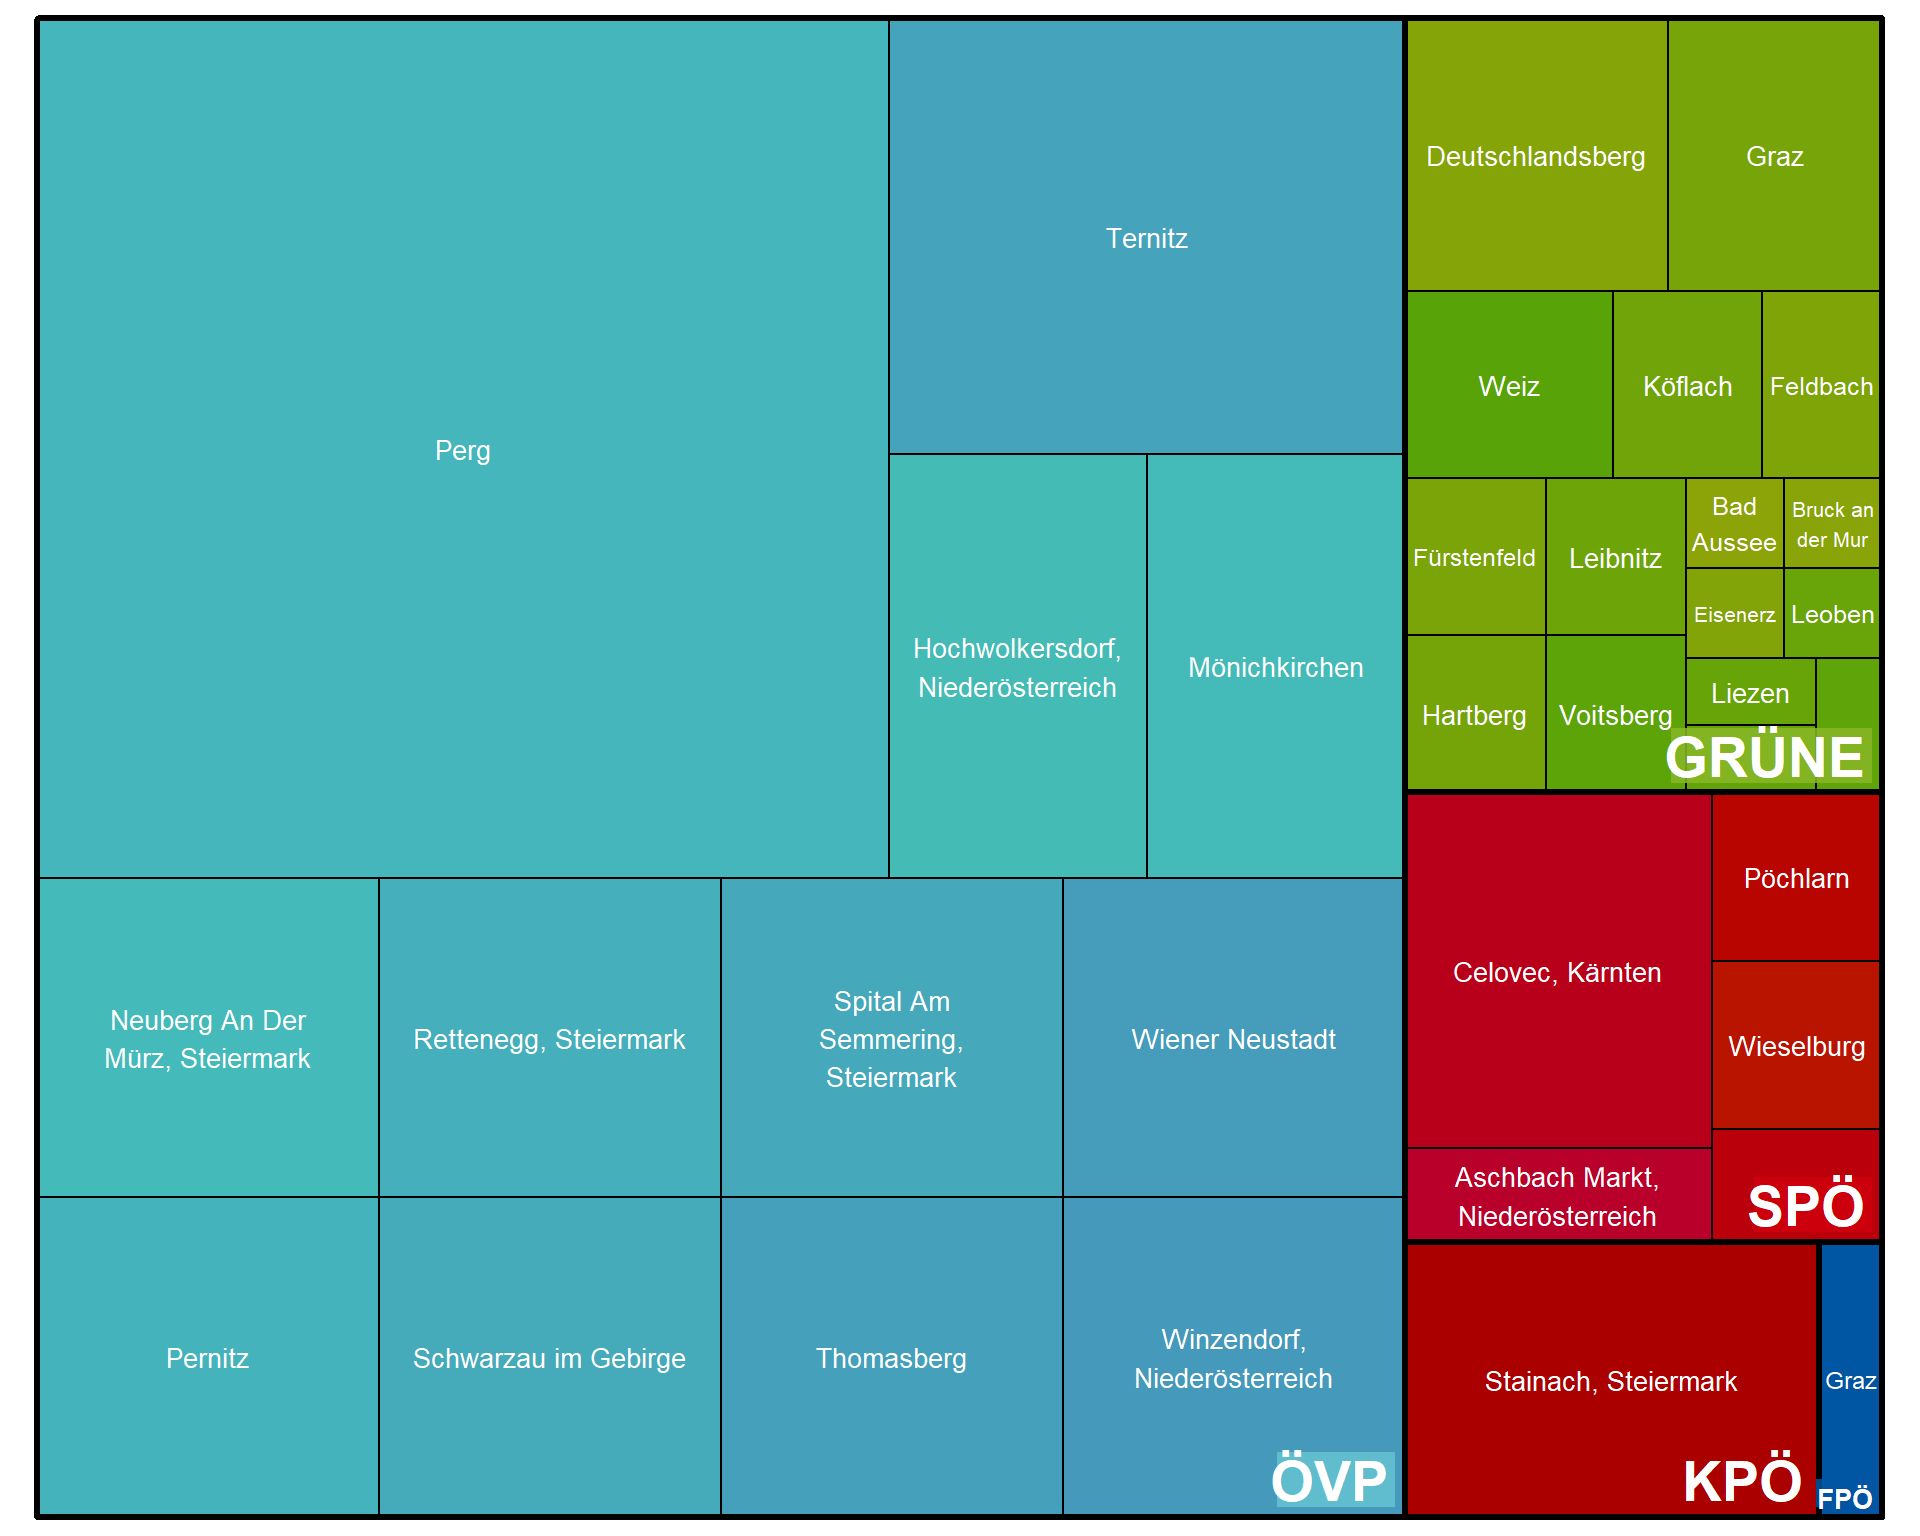 Perg
Ternitz
Hochwolkersdorf,
Niederösterreich
Mönichkirchen
Neuberg An Der
Mürz, Steiermark
Rettenegg, Steiermark
Spital Am
Semmering,
Steiermark
Wiener Neustadt
Pernitz
Schwarzau im Gebirge
Thomasberg
Winzendorf,
Niederösterreich
ÖVP
Deutschlandsberg
Graz
Weiz
Köflach
Feldbach
Fürstenfeld
Leibnitz
Bad
Aussee
Bruck an
der Mur
Eisenerz
Leoben
Hartberg
Voitsberg
Liezen
GRÜNE
Celovec, Kärnten
Pöchlarn
Wieselburg
Aschbach Markt,
Niederösterreich
SPÖ
Stainach, Steiermark
KPÖ
Graz
FPÖ